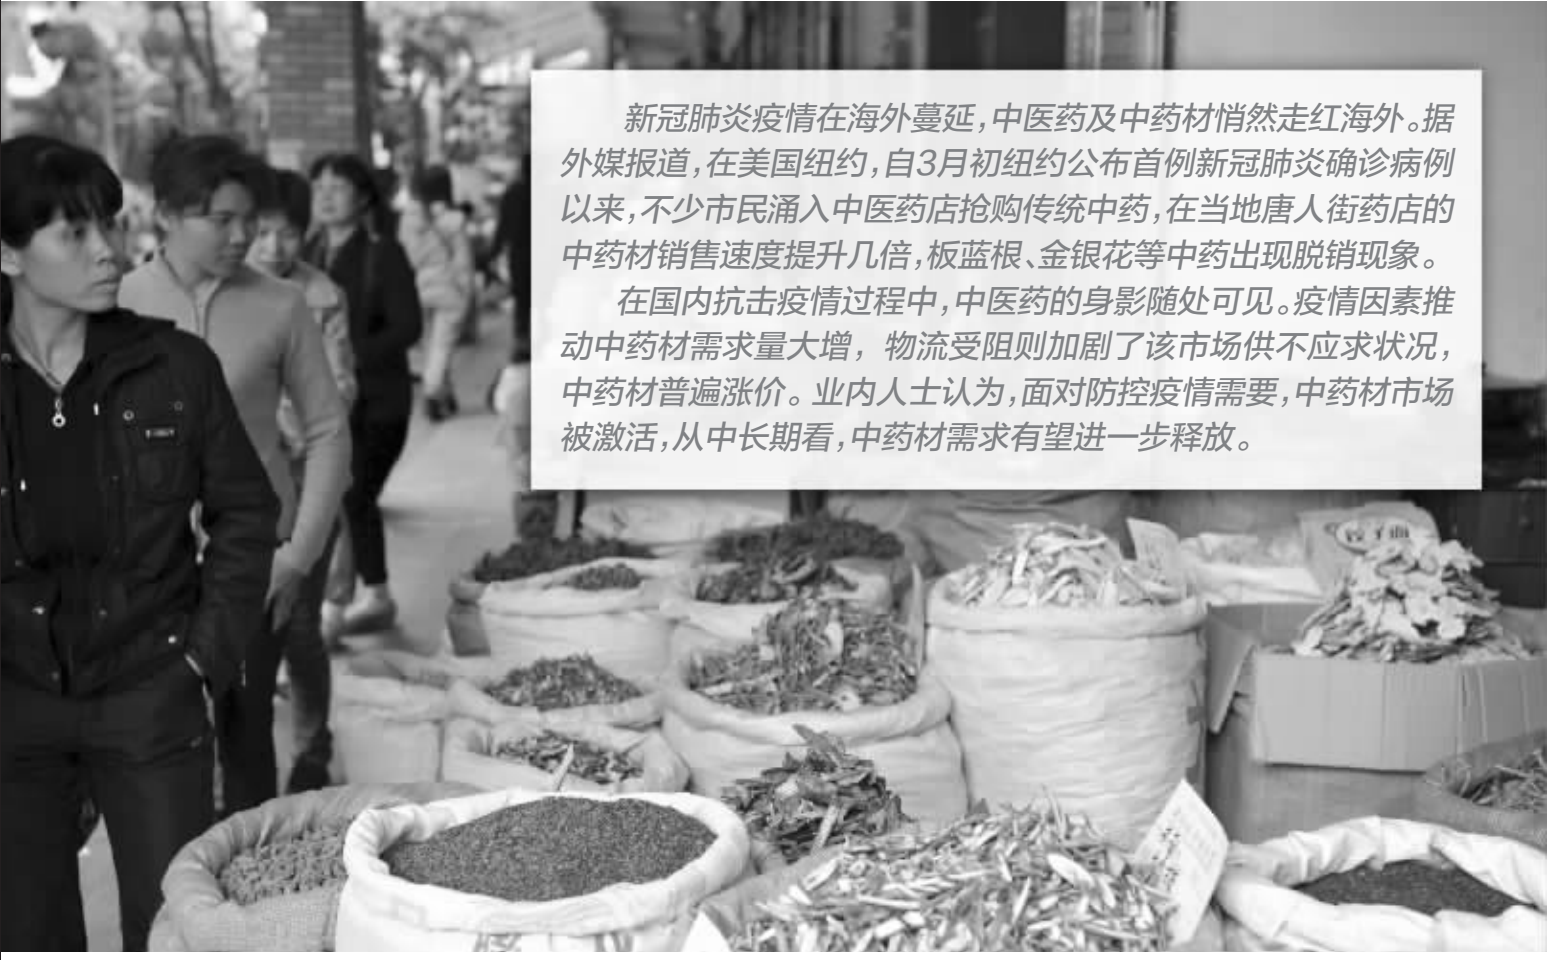 新冠肺炎疫情在海外蔓延，中医药及中药材悄然走红海外。据
外媒报道，在美国纽约，自3月初纽约公布首例新冠肺炎确诊病例
以来，不少市民涌入中医药店抢购传统中药，在当地唐人街药店的
中药材销售速度提升几倍，板蓝根、金银花等中药出现脱销现象。
在国内抗击疫情过程中，中医药的身影随处可见。疫情因素推
动中药材需求量大增，物流受阻则加剧了该市场供不应求状况，
中药材普遍涨价。业内人士认为，面对防控疫情需要，中药材市场
被激活，从中长期看，中药材需求有望进一步释放。